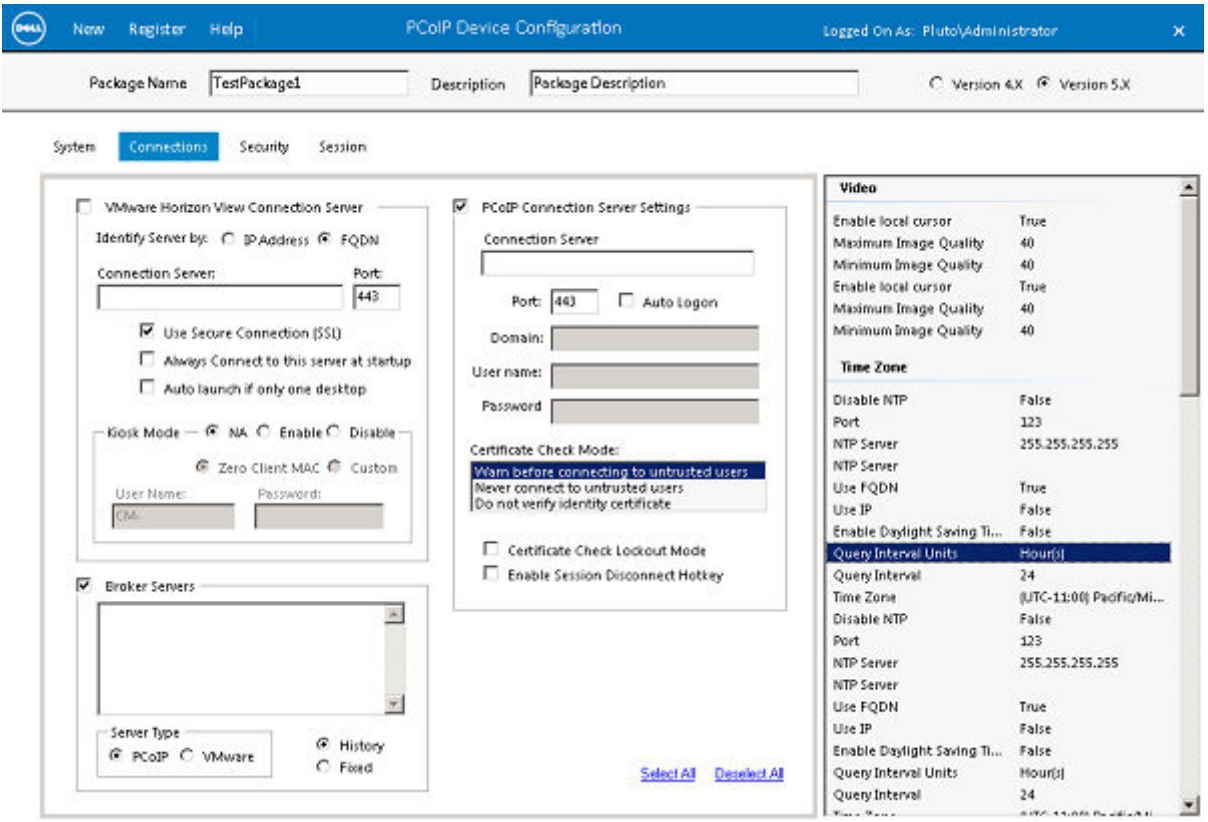 DELL New Register Help PCoIP Device Configuration Logged On As: Pluto\Administrator ×
Package Name TestPackage1 Description Package Description Version 4.X Version 5.X
System Connections Security Session
VMware Horizon View Connection Server
Identify Server by: IP Address FQDN
Connection Server: Port:
443
Use Secure Connection (SSL)
Always Connect to this server at startup
Auto launch if only one desktop
Kiosk Mode NA Enable Disable
Zero Client MAC Custom
User Name: Password:
CM-
Broker Servers
Server Type
PCoIP VMware
History
Fixed
PCoIP Connection Server Settings
Connection Server
Port: 443 Auto Logon
Domain:
User name:
Password
Certificate Check Mode:
Warn before connecting to untrusted users
Never connect to untrusted users
Do not verify identity certificate
Certificate Check Lockout Mode
Enable Session Disconnect Hotkey
Select All Deselect All
Video
Enable local cursor True
Maximum Image Quality 40
Minimum Image Quality 40
Enable local cursor True
Maximum Image Quality 40
Minimum Image Quality 40
Time Zone
Disable NTP False
Port 123
NTP Server 255.255.255.255
NTP Server
Use FQDN True
Use IP False
Enable Daylight Saving Ti... False
Query Interval Units Hour(s)
Query Interval 24
Time Zone (UTC-11:00) Pacific/Mi...
Disable NTP False
Port 123
NTP Server 255.255.255.255
NTP Server
Use FQDN True
Use IP False
Enable Daylight Saving Ti... False
Query Interval Units Hour(s)
Query Interval 24